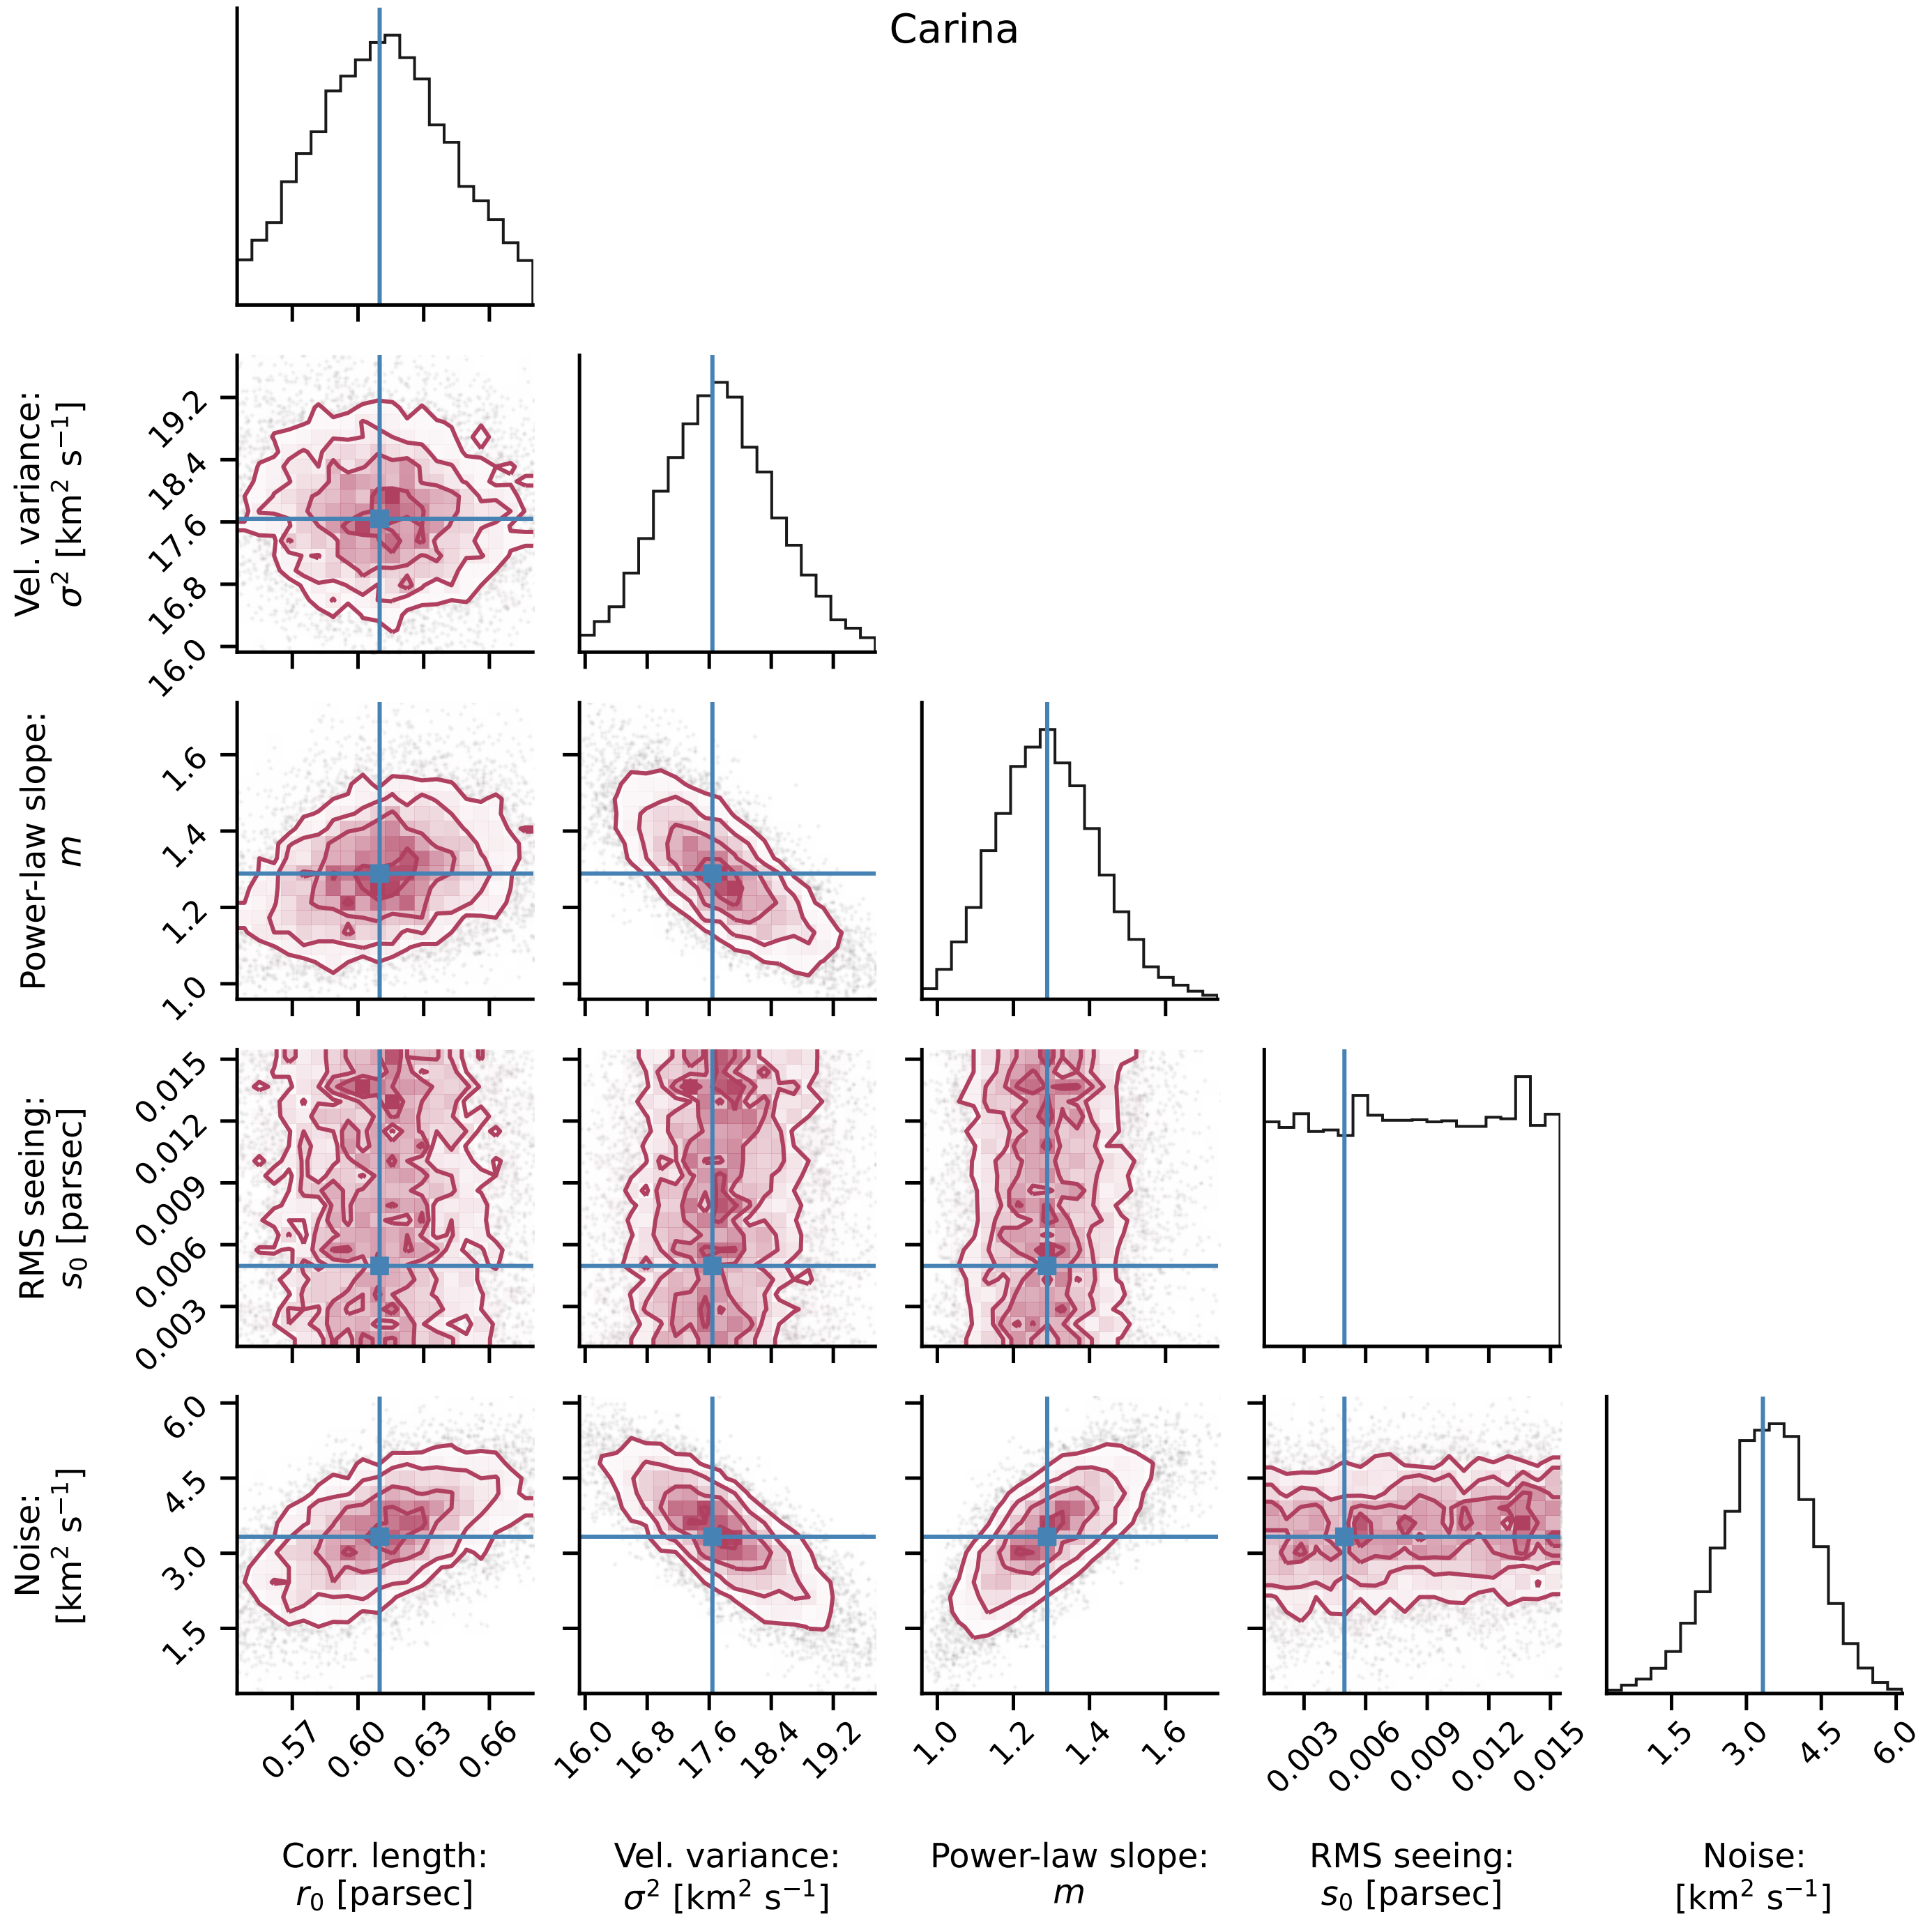 Carina
Vel. variance:
σ² [km² s⁻¹]
19.2
18.4
17.6
16.8
16.0
Power-law slope:
m
1.6
1.4
1.2
1.0
RMS seeing:
s₀ [parsec]
0.015
0.012
0.009
0.006
0.003
Noise:
[km² s⁻¹]
6.0
4.5
3.0
1.5
0.57 0.60 0.63 0.66
16.0 16.8 17.6 18.4 19.2
1.0 1.2 1.4 1.6
0.003 0.006 0.009 0.012 0.015
1.5 3.0 4.5 6.0
Corr. length:
r₀ [parsec]
Vel. variance:
σ² [km² s⁻¹]
Power-law slope:
m
RMS seeing:
s₀ [parsec]
Noise:
[km² s⁻¹]